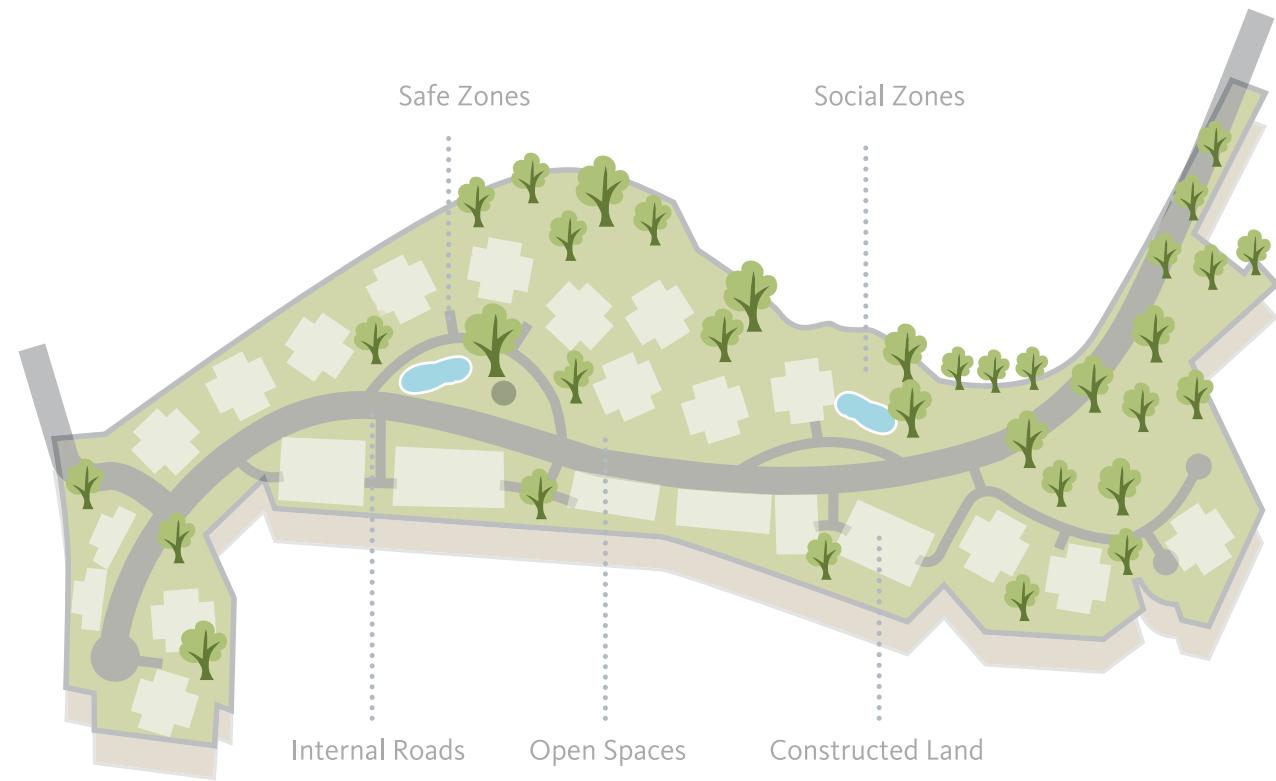 Safe Zones
Social Zones
Internal Roads
Open Spaces
Constructed Land